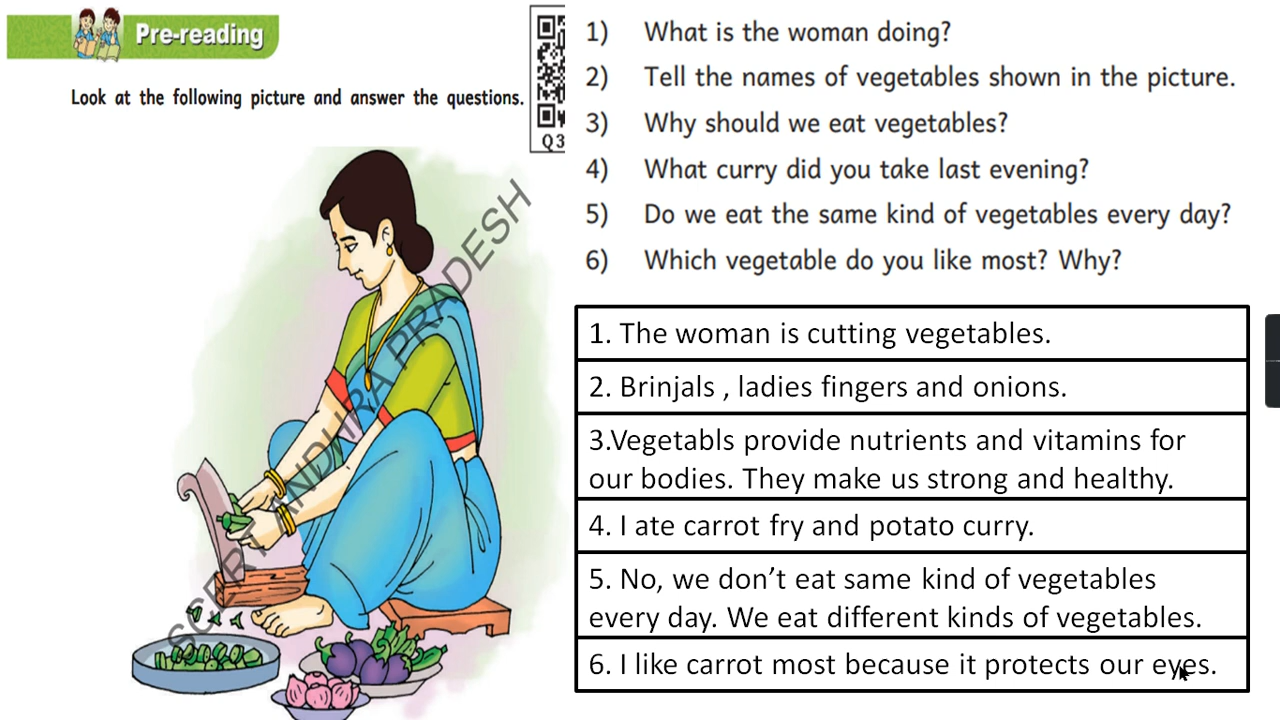 Pre-reading
Look at the following picture and answer the questions.
Q3
SCERT ANDHRA PRADESH
1) What is the woman doing?
2) Tell the names of vegetables shown in the picture.
3) Why should we eat vegetables?
4) What curry did you take last evening?
5) Do we eat the same kind of vegetables every day?
6) Which vegetable do you like most? Why?
1. The woman is cutting vegetables.
2. Brinjals , ladies fingers and onions.
3.Vegetabls provide nutrients and vitamins for
our bodies. They make us strong and healthy.
4. I ate carrot fry and potato curry.
5. No, we don’t eat same kind of vegetables
every day. We eat different kinds of vegetables.
6. I like carrot most because it protects our eyes.